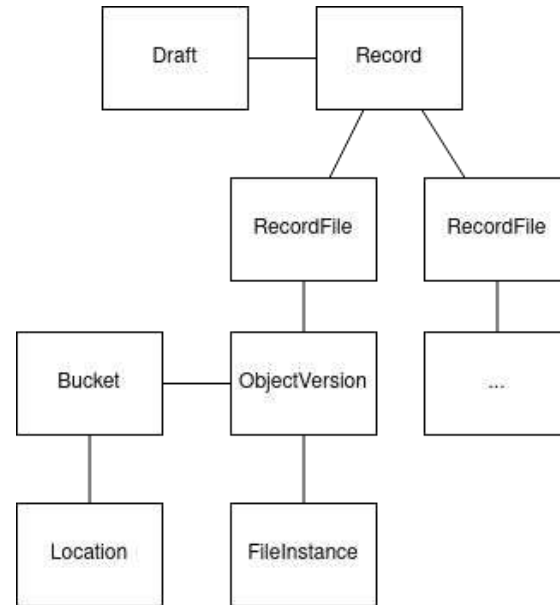 Draft
Record
RecordFile
RecordFile
Bucket
ObjectVersion
...
Location
FileInstance